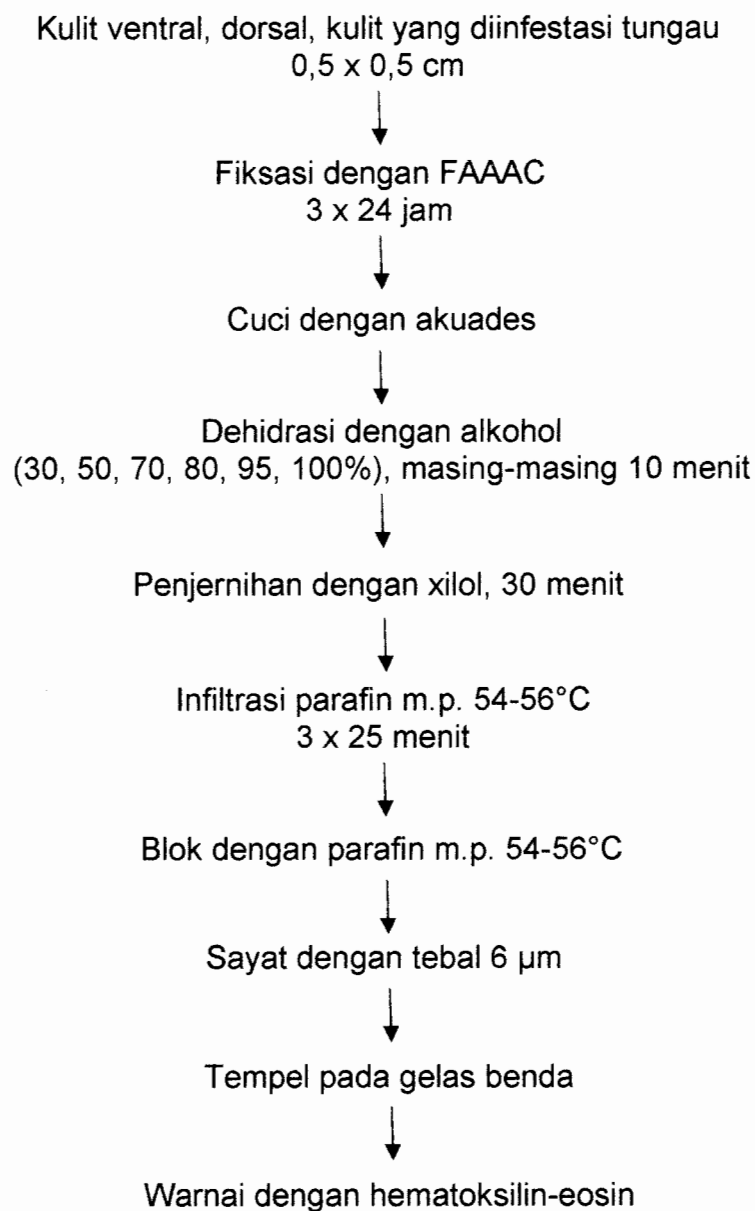 Kulit ventral, dorsal, kulit yang diinfestasi tungau
0,5 x 0,5 cm
Fiksasi dengan FAAAC
3 x 24 jam
Cuci dengan akuades
Dehidrasi dengan alkohol
(30, 50, 70, 80, 95, 100%), masing-masing 10 menit
Penjernihan dengan xilol, 30 menit
Infiltrasi parafin m.p. 54-56°C
3 x 25 menit
Blok dengan parafin m.p. 54-56°C
Sayat dengan tebal 6 µm
Tempel pada gelas benda
Warnai dengan hematoksilin-eosin